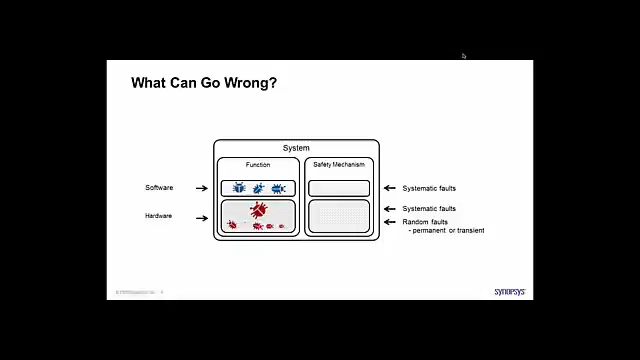 What Can Go Wrong?
System
Function
Safety Mechanism
Software
Systematic faults
Hardware
Systematic faults
Random faults
- permanent or transient
SYNOPSYS